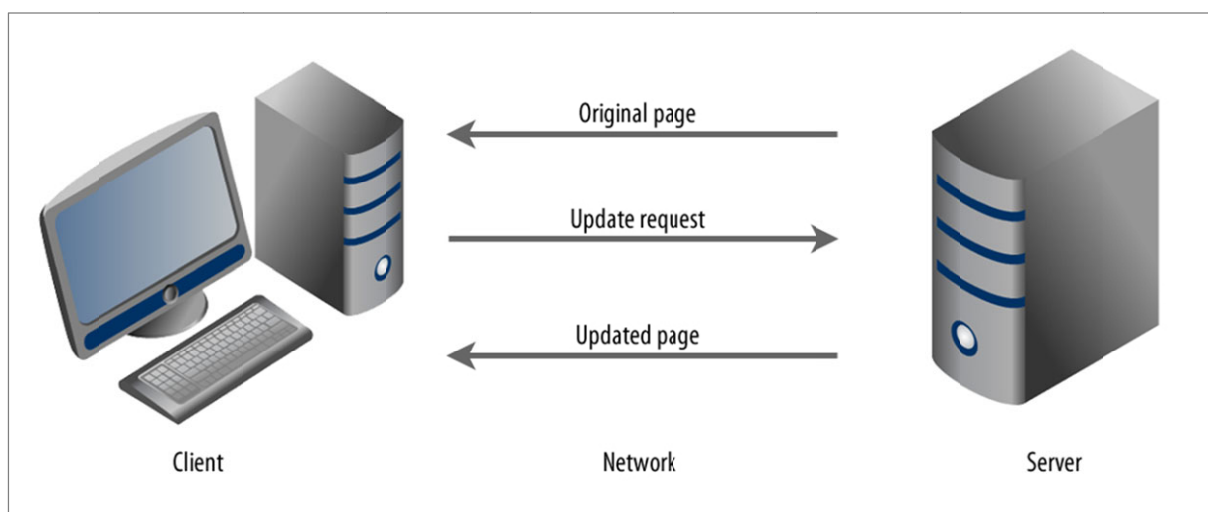 Original page
Update request
Updated page
Client
Network
Server